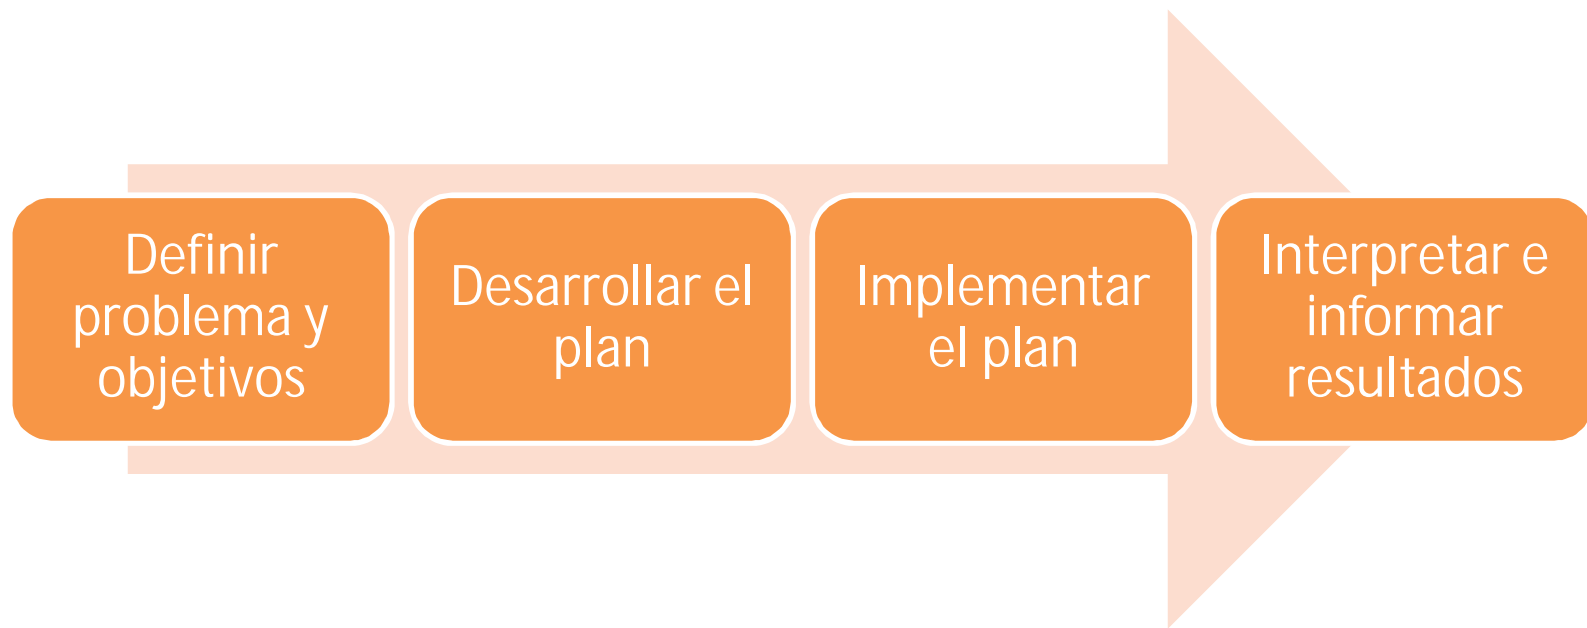 Definir
problema y
objetivos
Desarrollar el
plan
Implementar
el plan
Interpretar e
informar
resultados